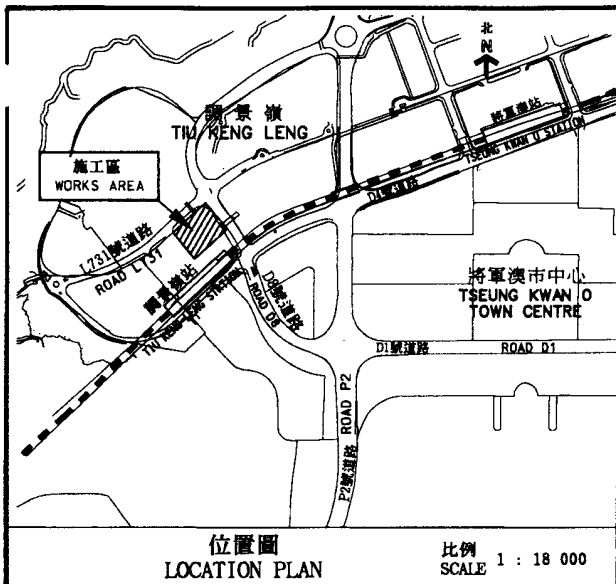 北
N
調景嶺
TIU KENG LENG
將軍澳站
TSEUNG KWAN O STATION
施工區
WORKS AREA
D4號道路
L731號道路
ROAD L731
調景嶺站
TIU KENG LENG STATION
D8號道路
ROAD D8
將軍澳市中心
TSEUNG KWAN O
TOWN CENTRE
D1號道路
ROAD D1
P2號道路 ROAD P2
位置圖
LOCATION PLAN
比例
SCALE 1 : 18 000